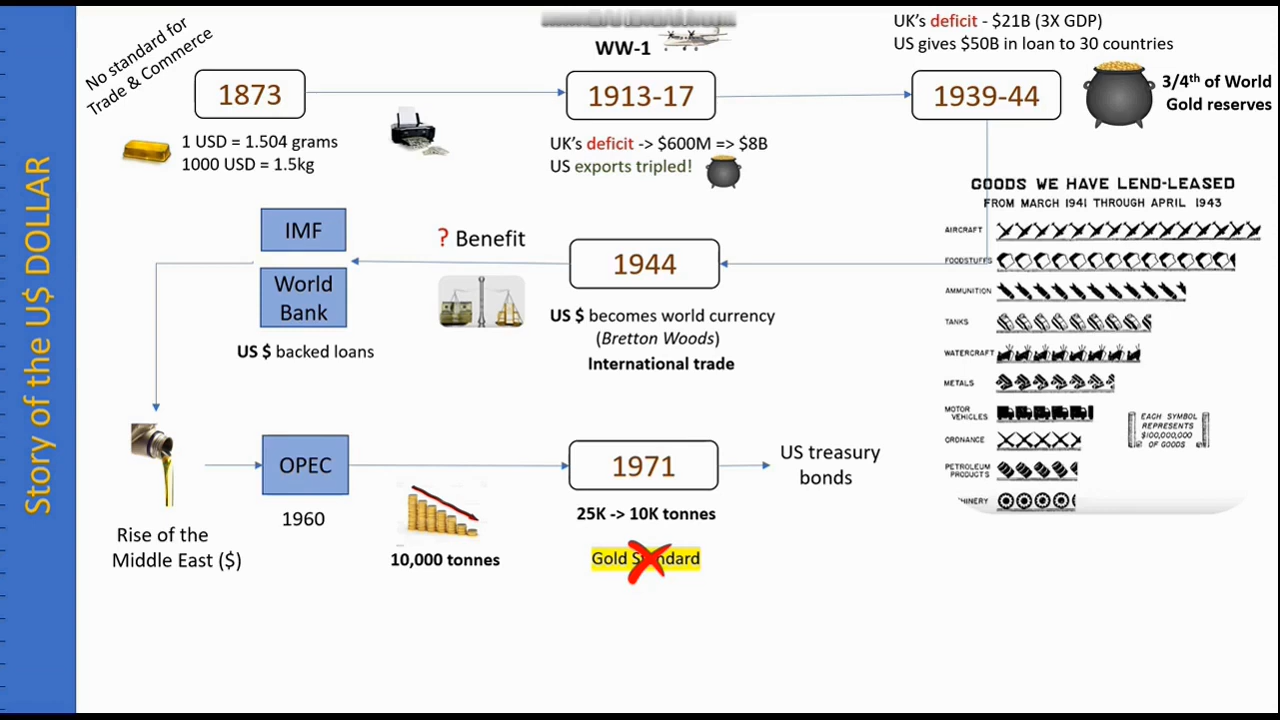 Story of the U$ DOLLAR
No standard for
Trade & Commerce
1873
1 USD = 1.504 grams
1000 USD = 1.5kg
WW-1
1913-17
UK's deficit -> $600M => $8B
US exports tripled!
UK's deficit - $21B (3X GDP)
US gives $50B in loan to 30 countries
1939-44
3/4th of World
Gold reserves
GOODS WE HAVE LEND-LEASED
FROM MARCH 1941 THROUGH APRIL 1943
AIRCRAFT
FOODSTUFFS
AMMUNITION
TANKS
WATERCRAFT
METALS
MOTOR
VEHICLES
ORDNANCE
PETROLEUM
PRODUCTS
HINERY
EACH SYMBOL
REPRESENTS
$100,000,000
OF GOODS
1944
US $ becomes world currency
(Bretton Woods)
International trade
? Benefit
IMF
World
Bank
US $ backed loans
Rise of the
Middle East ($)
OPEC
1960
10,000 tonnes
1971
25K -> 10K tonnes
Gold Standard
US treasury
bonds